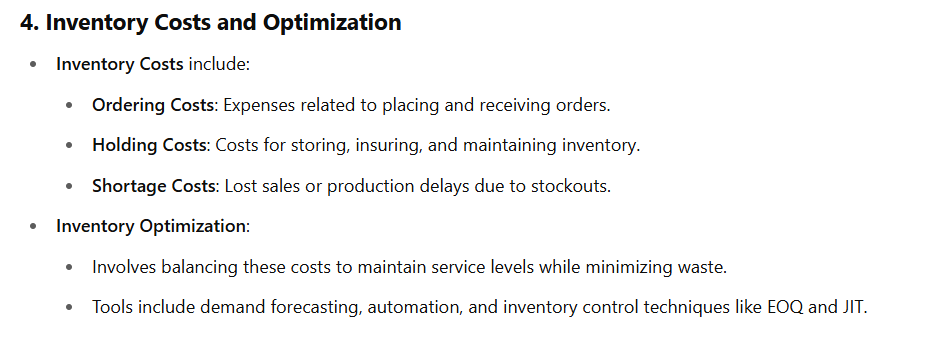 4. Inventory Costs and Optimization
• Inventory Costs include:
• Ordering Costs: Expenses related to placing and receiving orders.
• Holding Costs: Costs for storing, insuring, and maintaining inventory.
• Shortage Costs: Lost sales or production delays due to stockouts.
• Inventory Optimization:
• Involves balancing these costs to maintain service levels while minimizing waste.
• Tools include demand forecasting, automation, and inventory control techniques like EOQ and JIT.